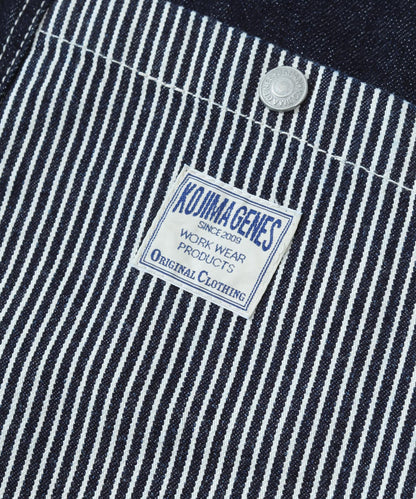 KOJIMA GENES
SINCE 2009
WORK WEAR
PRODUCTS
ORIGINAL CLOTHING